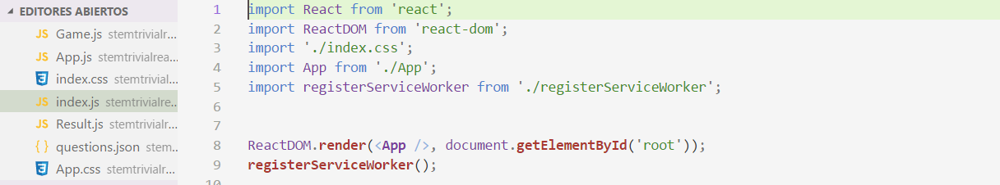 EDITORES ABIERTOS
JS Game.js stemtrivialr...
JS App.js stemtrivialrea...
index.css stemtrivial...
JS index.js stemtrivialre...
JS Result.js stemtrivialr...
{ } questions.json stem...
App.css stemtrivialr...
1 import React from 'react';
2 import ReactDOM from 'react-dom';
3 import './index.css';
4 import App from './App';
5 import registerServiceWorker from './registerServiceWorker';
6
7
8 ReactDOM.render(<App />, document.getElementById('root'));
9 registerServiceWorker();
10